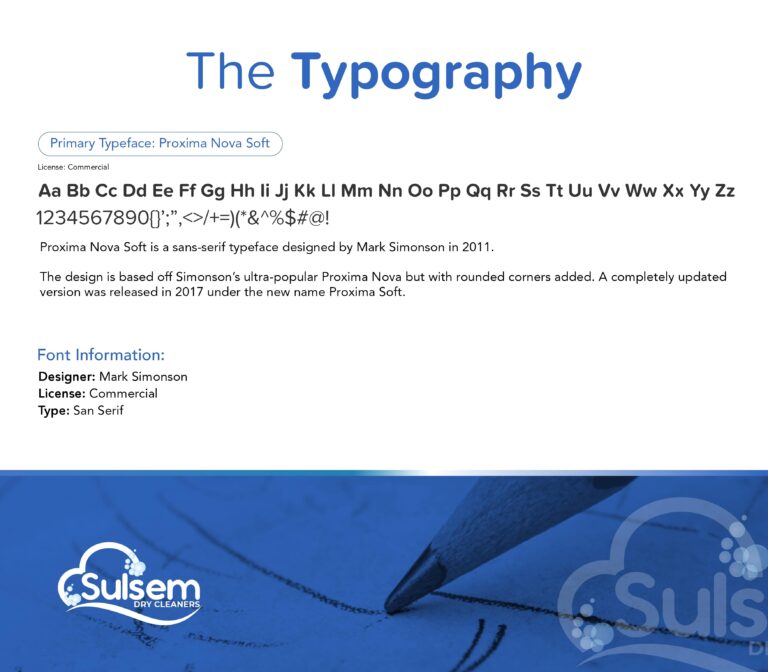 The Typography
Primary Typeface: Proxima Nova Soft
License: Commercial
Aa Bb Cc Dd Ee Ff Gg Hh Ii Jj Kk Ll Mm Nn Oo Pp Qq Rr Ss Tt Uu Vv Ww Xx Yy Zz
1234567890{}’;”,<>/+=)(*&^%$#@!
Proxima Nova Soft is a sans-serif typeface designed by Mark Simonson in 2011.
The design is based off Simonson’s ultra-popular Proxima Nova but with rounded corners added. A completely updated
version was released in 2017 under the new name Proxima Soft.
Font Information:
Designer: Mark Simonson
License: Commercial
Type: San Serif
Sulsem
DRY CLEANERS
Suls
D